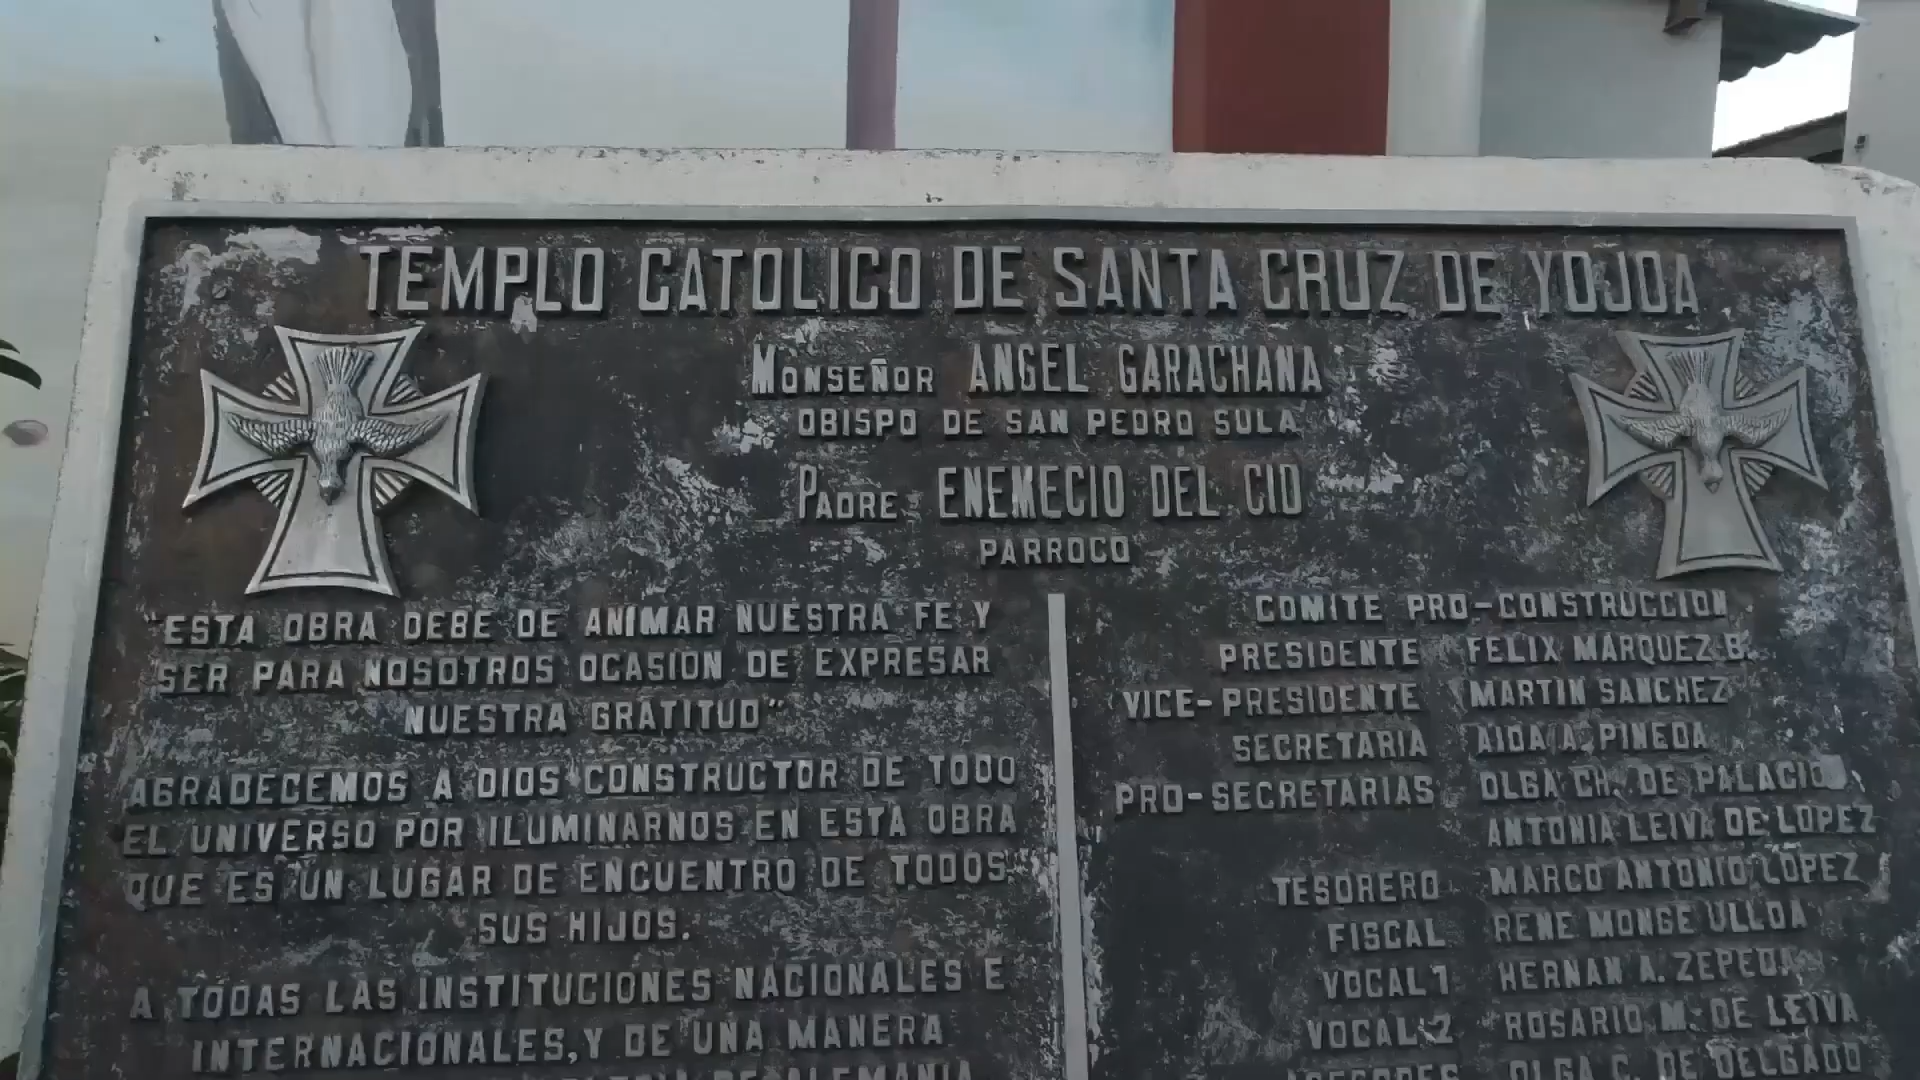 TEMPLO CATOLICO DE SANTA CRUZ DE YOJOA
MONSEÑOR ANGEL GARACHANA
OBISPO DE SAN PEDRO SULA
PADRE ENEMECIO DEL CID
PARROCO
"ESTA OBRA DEBE DE ANIMAR NUESTRA FE Y
SER PARA NOSOTROS OCASION DE EXPRESAR
NUESTRA GRATITUD"
AGRADECEMOS A DIOS CONSTRUCTOR DE TODO
EL UNIVERSO POR ILUMINARNOS EN ESTA OBRA
QUE ES UN LUGAR DE ENCUENTRO DE TODOS
SUS HIJOS.
A TODAS LAS INSTITUCIONES NACIONALES E
INTERNACIONALES, Y DE UNA MANERA
DE ALEMANIA
COMITE PRO-CONSTRUCCION
PRESIDENTE FELIX MARQUEZ B.
VICE-PRESIDENTE MARTIN SANCHEZ
SECRETARIA AIDA A. PINEDA
PRO-SECRETARIAS OLGA CH. DE PALACIO
ANTONIA LEIVA DE LOPEZ
TESORERO MARCO ANTONIO LOPEZ
FISCAL RENE MONGE ULLOA
VOCAL 1 HERNAN A. ZEPEDA
VOCAL 2 ROSARIO M. DE LEIVA
ASESORES OLGA C. DE DELGADO